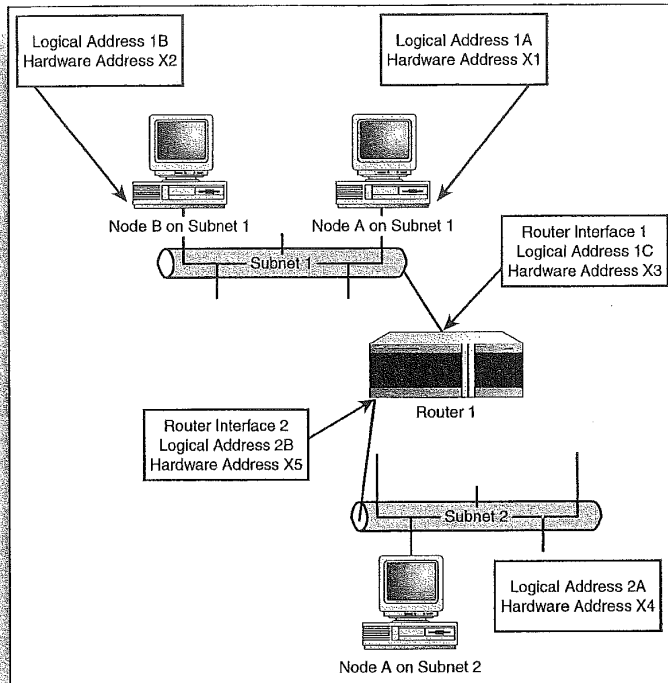 Logical Address 1B
Hardware Address X2
Logical Address 1A
Hardware Address X1
Node B on Subnet 1
Node A on Subnet 1
Subnet 1
Router Interface 1
Logical Address 1C
Hardware Address X3
Router 1
Router Interface 2
Logical Address 2B
Hardware Address X5
Subnet 2
Logical Address 2A
Hardware Address X4
Node A on Subnet 2